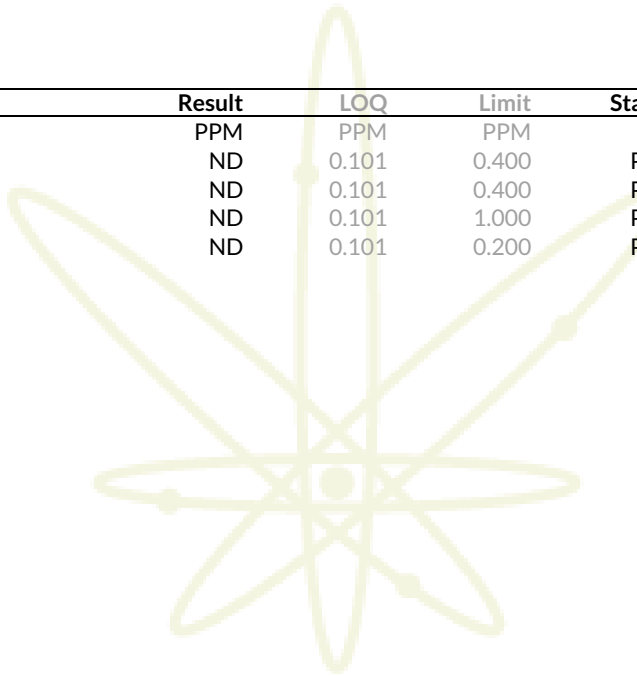 Result LOQ Limit
PPM PPM PPM
ND 0.101 0.400
ND 0.101 0.400
ND 0.101 1.000
ND 0.101 0.200